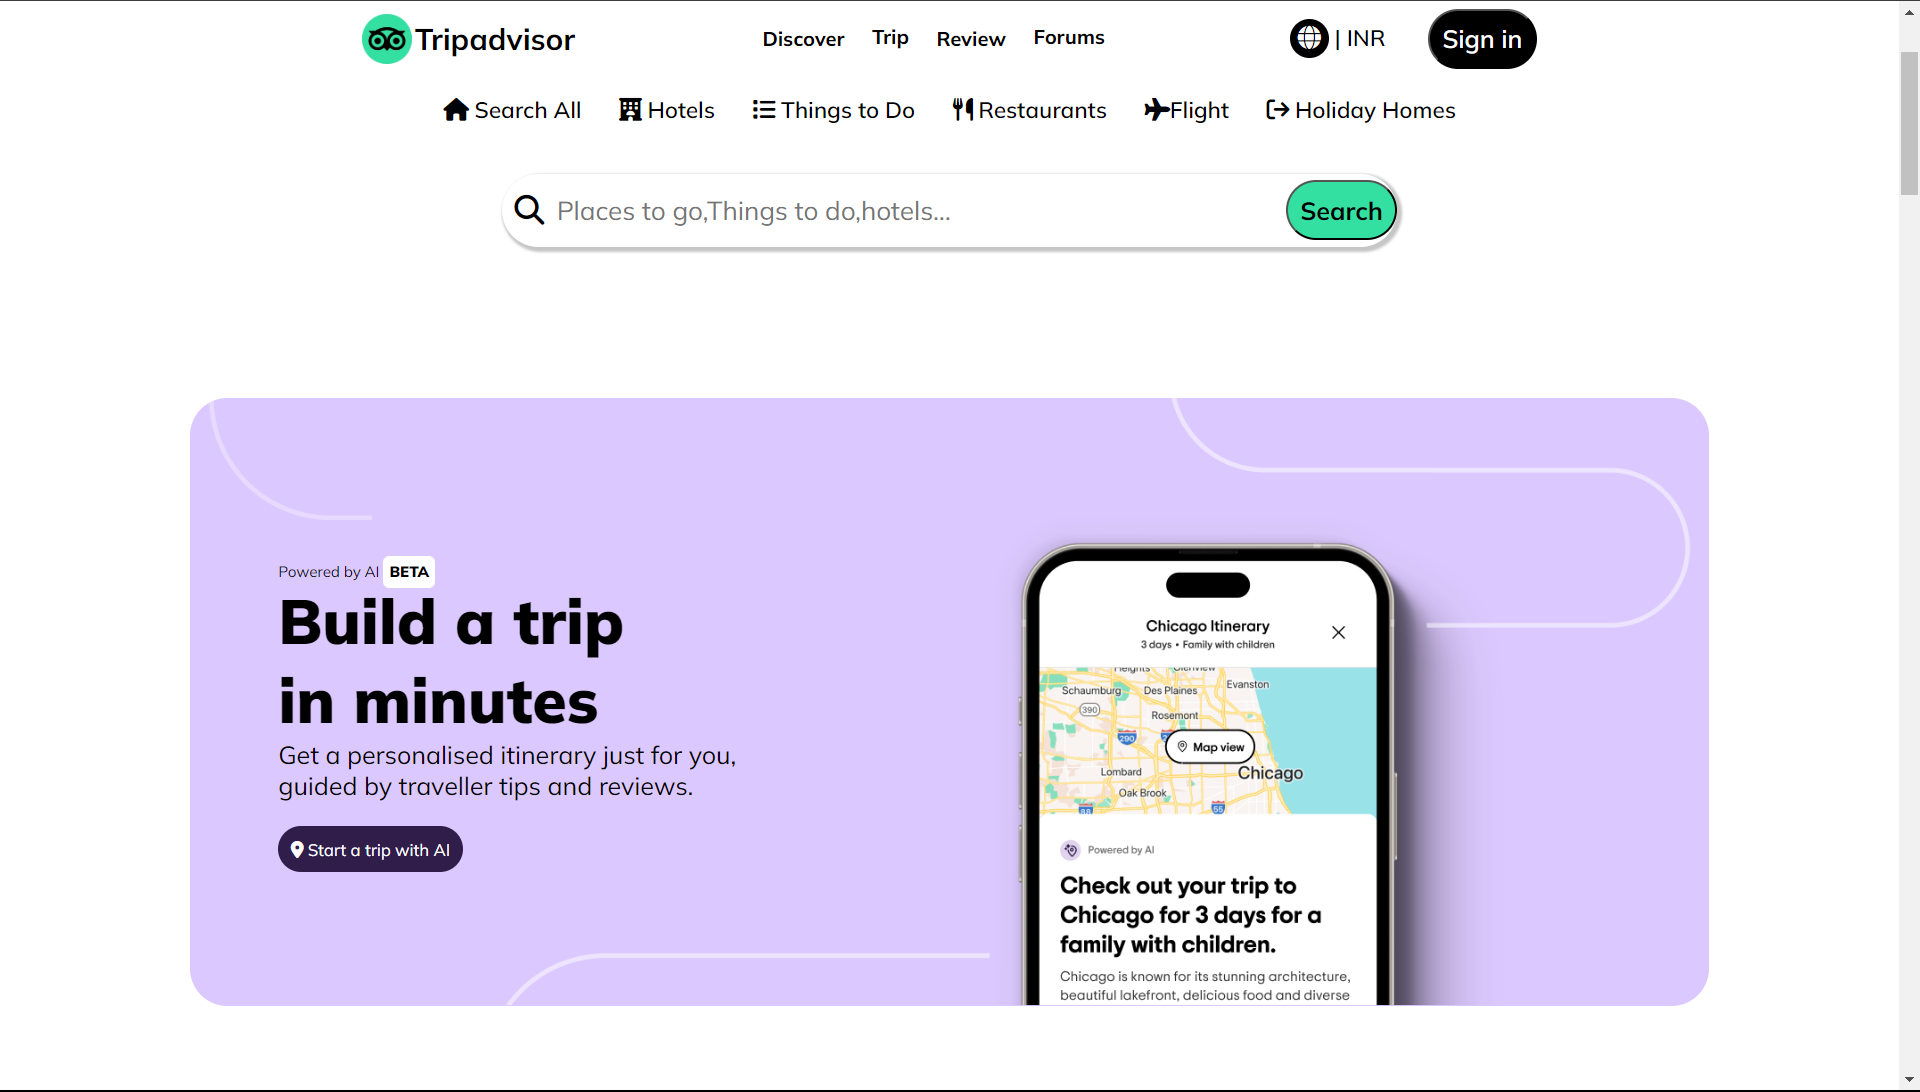 Tripadvisor
Discover Trip Review Forums
| INR
Sign in
Search All Hotels Things to Do Restaurants Flight Holiday Homes
Places to go,Things to do,hotels...
Search
Powered by AI BETA
Build a trip
in minutes
Get a personalised itinerary just for you,
guided by traveller tips and reviews.
Start a trip with AI
Chicago Itinerary
3 days • Family with children
Heights Glenview
Schaumburg Des Plaines Evanston
390
Rosemont
290
Map view
Lombard Chicago
Oak Brook
88 55
Powered by AI
Check out your trip to
Chicago for 3 days for a
family with children.
Chicago is known for its stunning architecture,
beautiful lakefront, delicious food and diverse